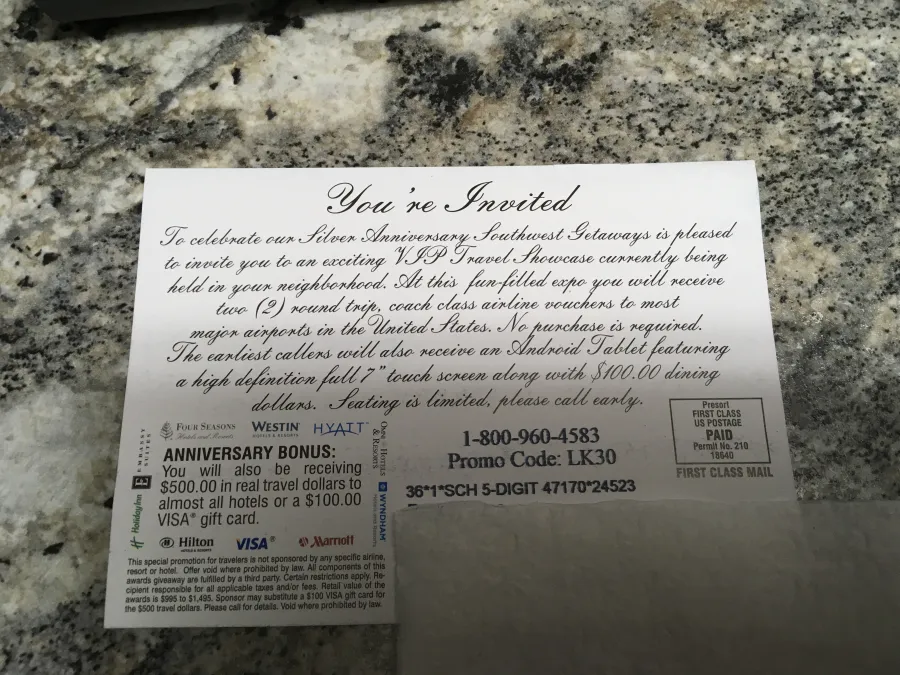 You're Invited
To celebrate our Silver Anniversary Southwest Getaways is pleased
to invite you to an exciting VIP Travel Showcase currently being
held in your neighborhood. At this fun-filled expo you will receive
two (2) round trip, coach class airline vouchers to most
major airports in the United States. No purchase is required.
The earliest callers will also receive an Android Tablet featuring
a high definition full 7" touch screen along with $100.00 dining
dollars. Seating is limited, please call early.
Presort
FIRST CLASS
US POSTAGE
PAID
Permit No. 210
18640
FIRST CLASS MAIL
1-800-960-4583
Promo Code: LK30
36*1*SCH 5-DIGIT 47170*24523
FOUR SEASONS
Hotels and Resorts
WESTIN
HOTELS & RESORTS
HYATT
EMBASSY
SUITES
Holiday Inn
Omni Hotels
& RESORTS
WYNDHAM
ANNIVERSARY BONUS:
You will also be receiving
$500.00 in real travel dollars to
almost all hotels or a $100.00
VISA® gift card.
Hilton
HOTELS & RESORTS
VISA®
Marriott
This special promotion for travelers is not sponsored by any specific airline,
resort or hotel. Offer void where prohibited by law. All components of this
awards giveaway are fulfilled by a third party. Certain restrictions apply. Re-
cipient responsible for all applicable taxes and/or fees. Retail value of the
awards is $995 to $1,495. Sponsor may substitute a $100 VISA gift card for
the $500 travel dollars. Please call for details. Void where prohibited by law.